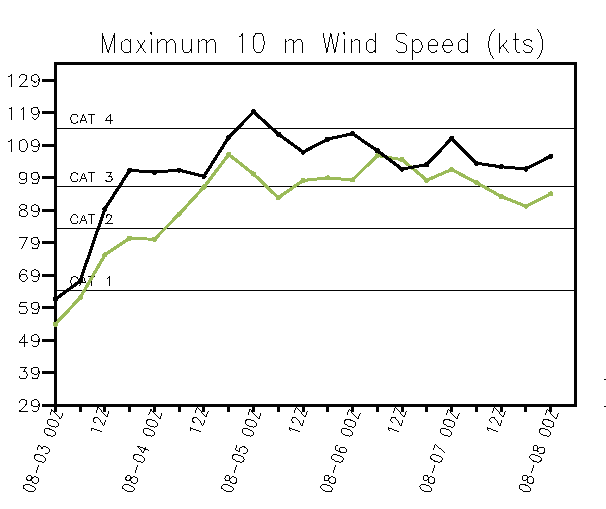 Maximum 10 m Wind Speed (kts)
129
119
CAT 4
109
99
CAT 3
89
CAT 2
79
69
CAT 1
59
49
39
29
08-03 00Z
12Z
08-04 00Z
12Z
08-05 00Z
12Z
08-06 00Z
12Z
08-07 00Z
12Z
08-08 00Z